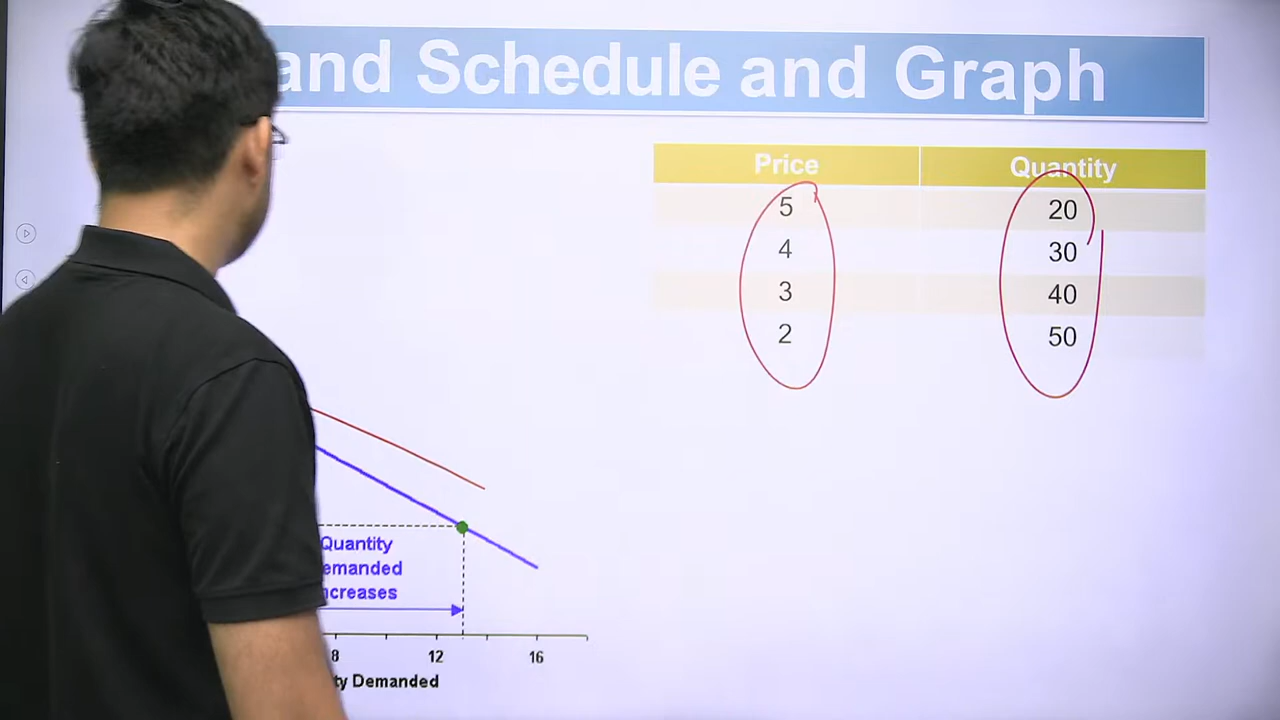 and Schedule and Graph
Price Quantity
5 20
4 30
3 40
2 50
Quantity
emanded
ncreases
8 12 16
ty Demanded